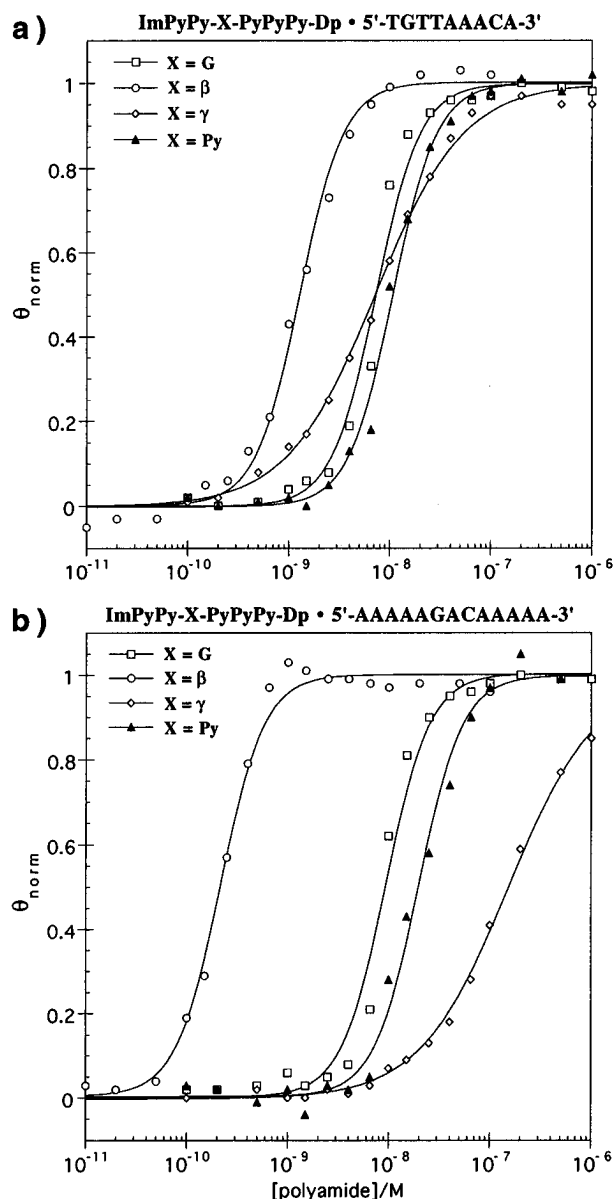 a) ImPyPy-X-PyPyPy-Dp • 5'-TGTTAAACA-3'
X = G
X = β
X = γ
X = Py
1
0.8
0.6
0.4
0.2
0
θnorm
10⁻¹¹ 10⁻¹⁰ 10⁻⁹ 10⁻⁸ 10⁻⁷ 10⁻⁶
b) ImPyPy-X-PyPyPy-Dp • 5'-AAAAAGACAAAAA-3'
X = G
X = β
X = γ
X = Py
1
0.8
0.6
0.4
0.2
0
θnorm
10⁻¹¹ 10⁻¹⁰ 10⁻⁹ 10⁻⁸ 10⁻⁷ 10⁻⁶
[polyamide]/M